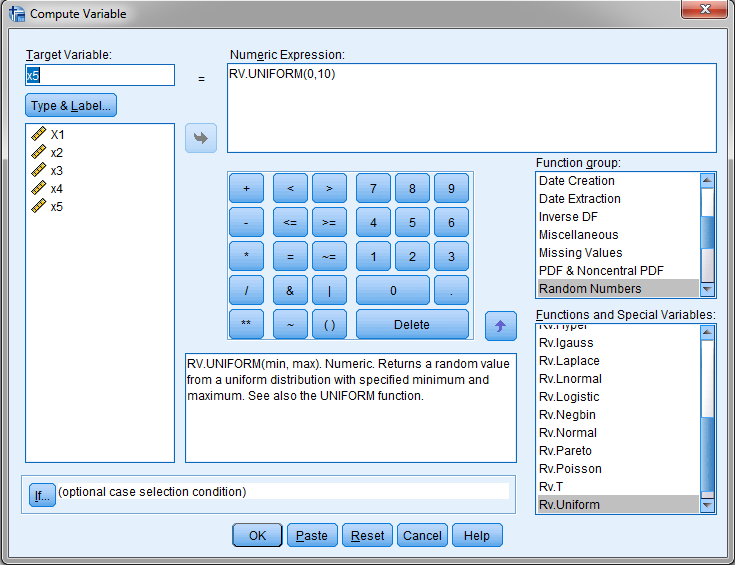 Compute Variable
Target Variable:
x5
=
Numeric Expression:
RV.UNIFORM(0,10)
Type & Label...
X1
x2
x3
x4
x5
+ < > 7 8 9
- <= >= 4 5 6
* = ~= 1 2 3
/ & | 0 .
** ~ ( ) Delete
Function group:
Date Creation
Date Extraction
Inverse DF
Miscellaneous
Missing Values
PDF & Noncentral PDF
Random Numbers
RV.UNIFORM(min, max). Numeric. Returns a random value
from a uniform distribution with specified minimum and
maximum. See also the UNIFORM function.
Functions and Special Variables:
Rv.Hyper
Rv.Igauss
Rv.Laplace
Rv.Lnormal
Rv.Logistic
Rv.Negbin
Rv.Normal
Rv.Pareto
Rv.Poisson
Rv.T
Rv.Uniform
If... (optional case selection condition)
OK Paste Reset Cancel Help